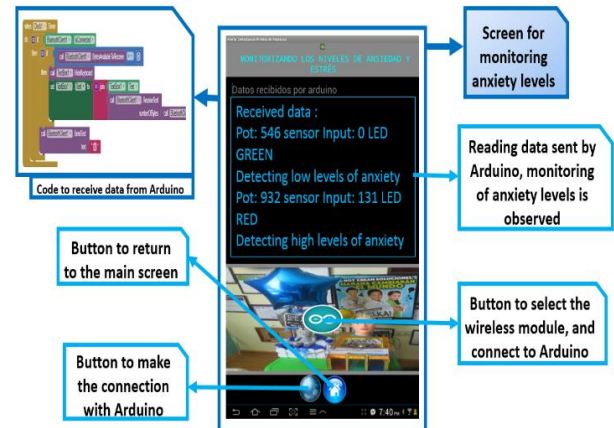 MONITORIZANDO LOS NIVELES DE ANSIEDAD Y
ESTRÉS
Datos recibidos por arduino
Received data :
Pot: 546 sensor Input: 0 LED
GREEN
Detecting low levels of anxiety
Pot: 932 sensor Input: 131 LED
RED
Detecting high levels of anxiety
EL MUNDO
7:40
Code to receive data from Arduino
Screen for
monitoring
anxiety levels
Reading data sent by
Arduino, monitoring
of anxiety levels is
observed
Button to return
to the main screen
Button to select the
wireless module, and
connect to Arduino
Button to make
the connection
with Arduino